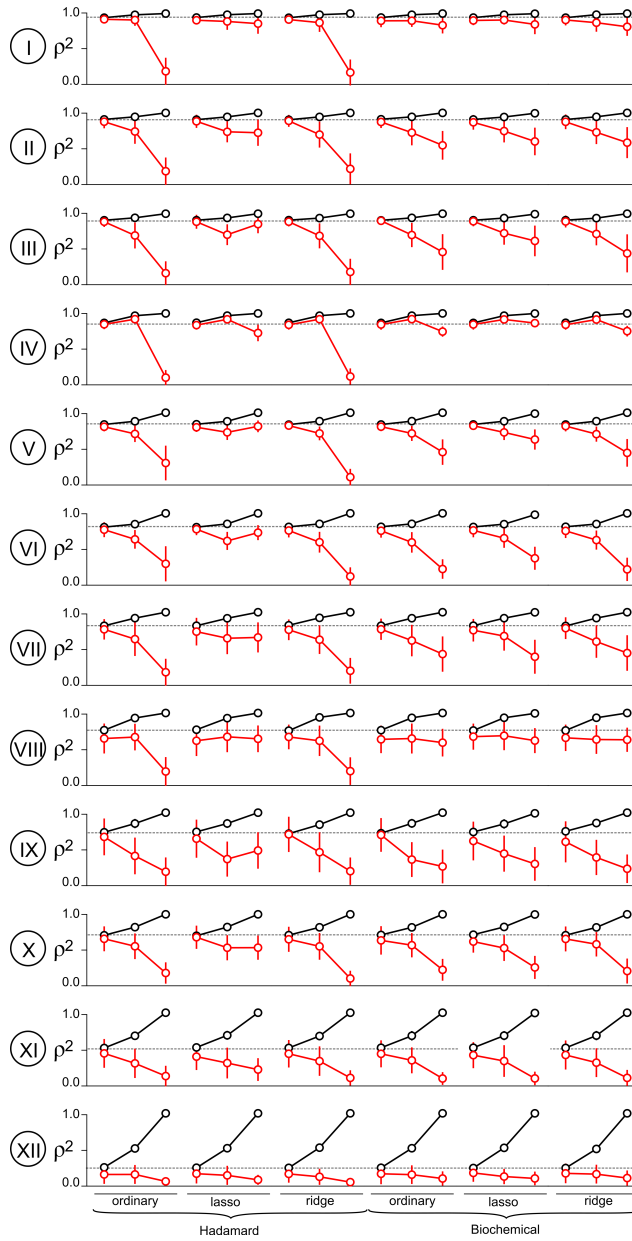 I ρ² 1.0 0.0
II ρ² 1.0 0.0
III ρ² 1.0 0.0
IV ρ² 1.0 0.0
V ρ² 1.0 0.0
VI ρ² 1.0 0.0
VII ρ² 1.0 0.0
VIII ρ² 1.0 0.0
IX ρ² 1.0 0.0
X ρ² 1.0 0.0
XI ρ² 1.0 0.0
XII ρ² 1.0 0.0
ordinary lasso ridge ordinary lasso ridge
Hadamard Biochemical